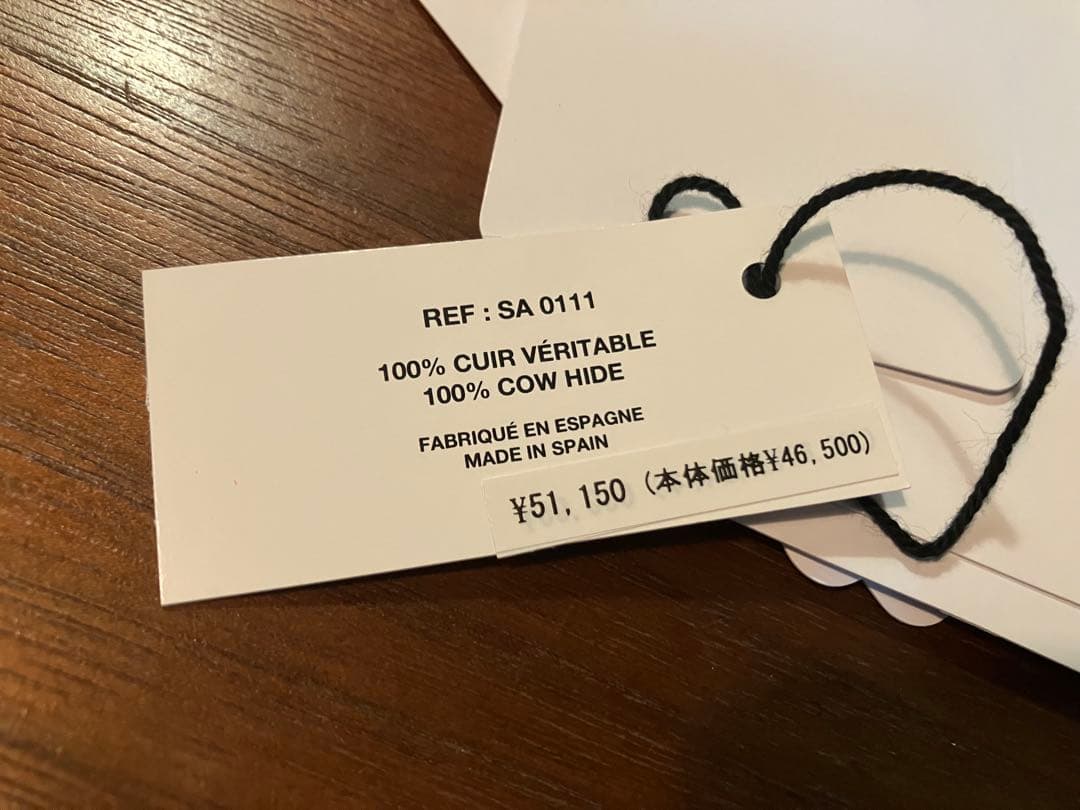 REF : SA 0111
100% CUIR VÉRITABLE
100% COW HIDE
FABRIQUÉ EN ESPAGNE
MADE IN SPAIN
¥51,150 (本体価格¥46,500)